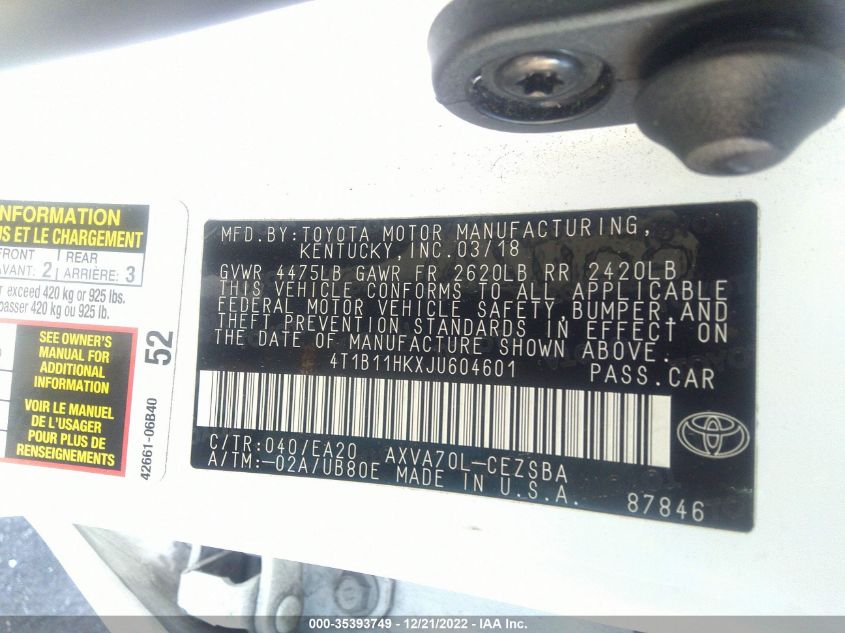 NFORMATION
US ET LE CHARGEMENT
FRONT REAR
AVANT: 2 ARRIÈRE: 3
exceed 420 kg or 925 lbs.
passer 420 kg ou 925 lb.
SEE OWNER'S
MANUAL FOR
ADDITIONAL
INFORMATION
VOIR LE MANUEL
DE L'USAGER
POUR PLUS DE
RENSEIGNEMENTS
52
42661-06B40
MFD.BY:TOYOTA MOTOR MANUFACTURING,
KENTUCKY,INC.03/18
GVWR 4475LB GAWR FR 2620LB RR 2420LB
THIS VEHICLE CONFORMS TO ALL APPLICABLE
FEDERAL MOTOR VEHICLE SAFETY,BUMPER,AND
THEFT PREVENTION STANDARDS IN EFFECT ON
THE DATE OF MANUFACTURE SHOWN ABOVE.
4T1B11HKXJU604601 PASS.CAR
C/TR:040/EA20 AXVA70L-CEZSBA
A/TM:-02A/UB80E MADE IN U.S.A.
87846
000-35393749 - 12/21/2022 - IAA Inc.